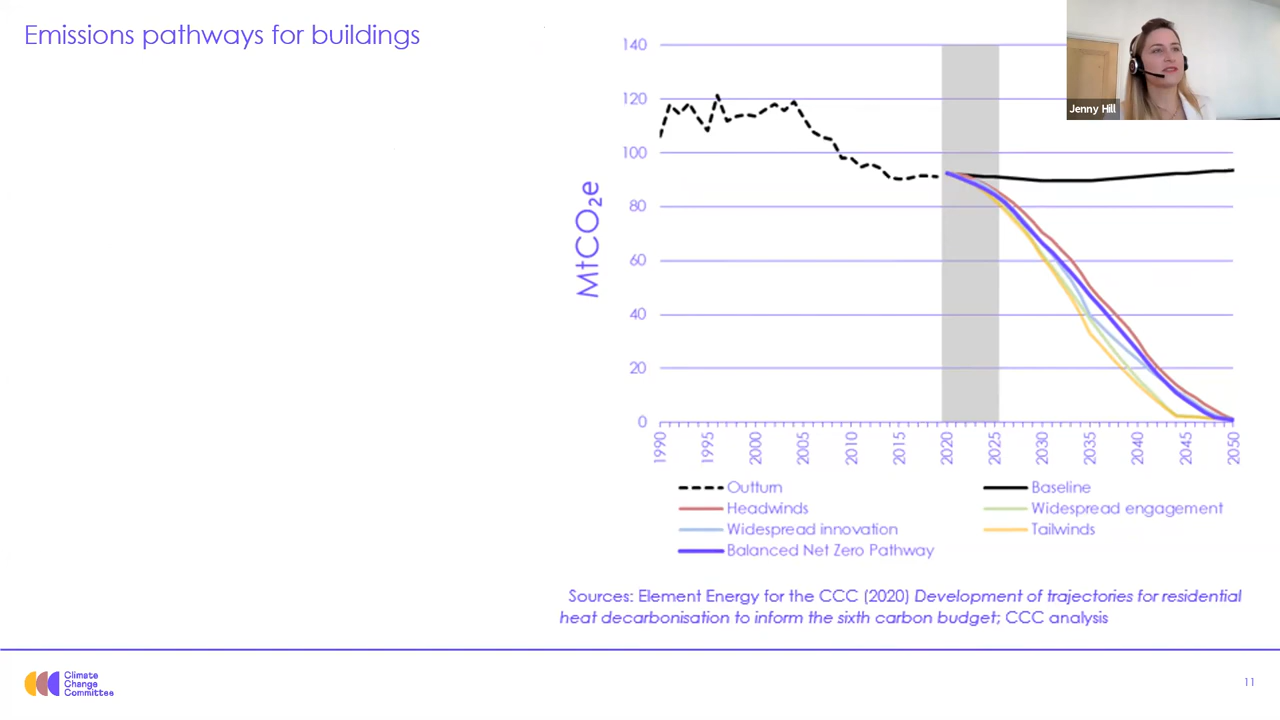 Emissions pathways for buildings
Jenny Hill
140
120
100
80
60
40
20
0
MtCO₂e
1990
1995
2000
2005
2010
2015
2020
2025
2030
2035
2040
2045
2050
Outturn
Baseline
Headwinds
Widespread engagement
Widespread innovation
Tailwinds
Balanced Net Zero Pathway
Sources: Element Energy for the CCC (2020) Development of trajectories for residential
heat decarbonisation to inform the sixth carbon budget; CCC analysis
Climate
Change
Committee
11